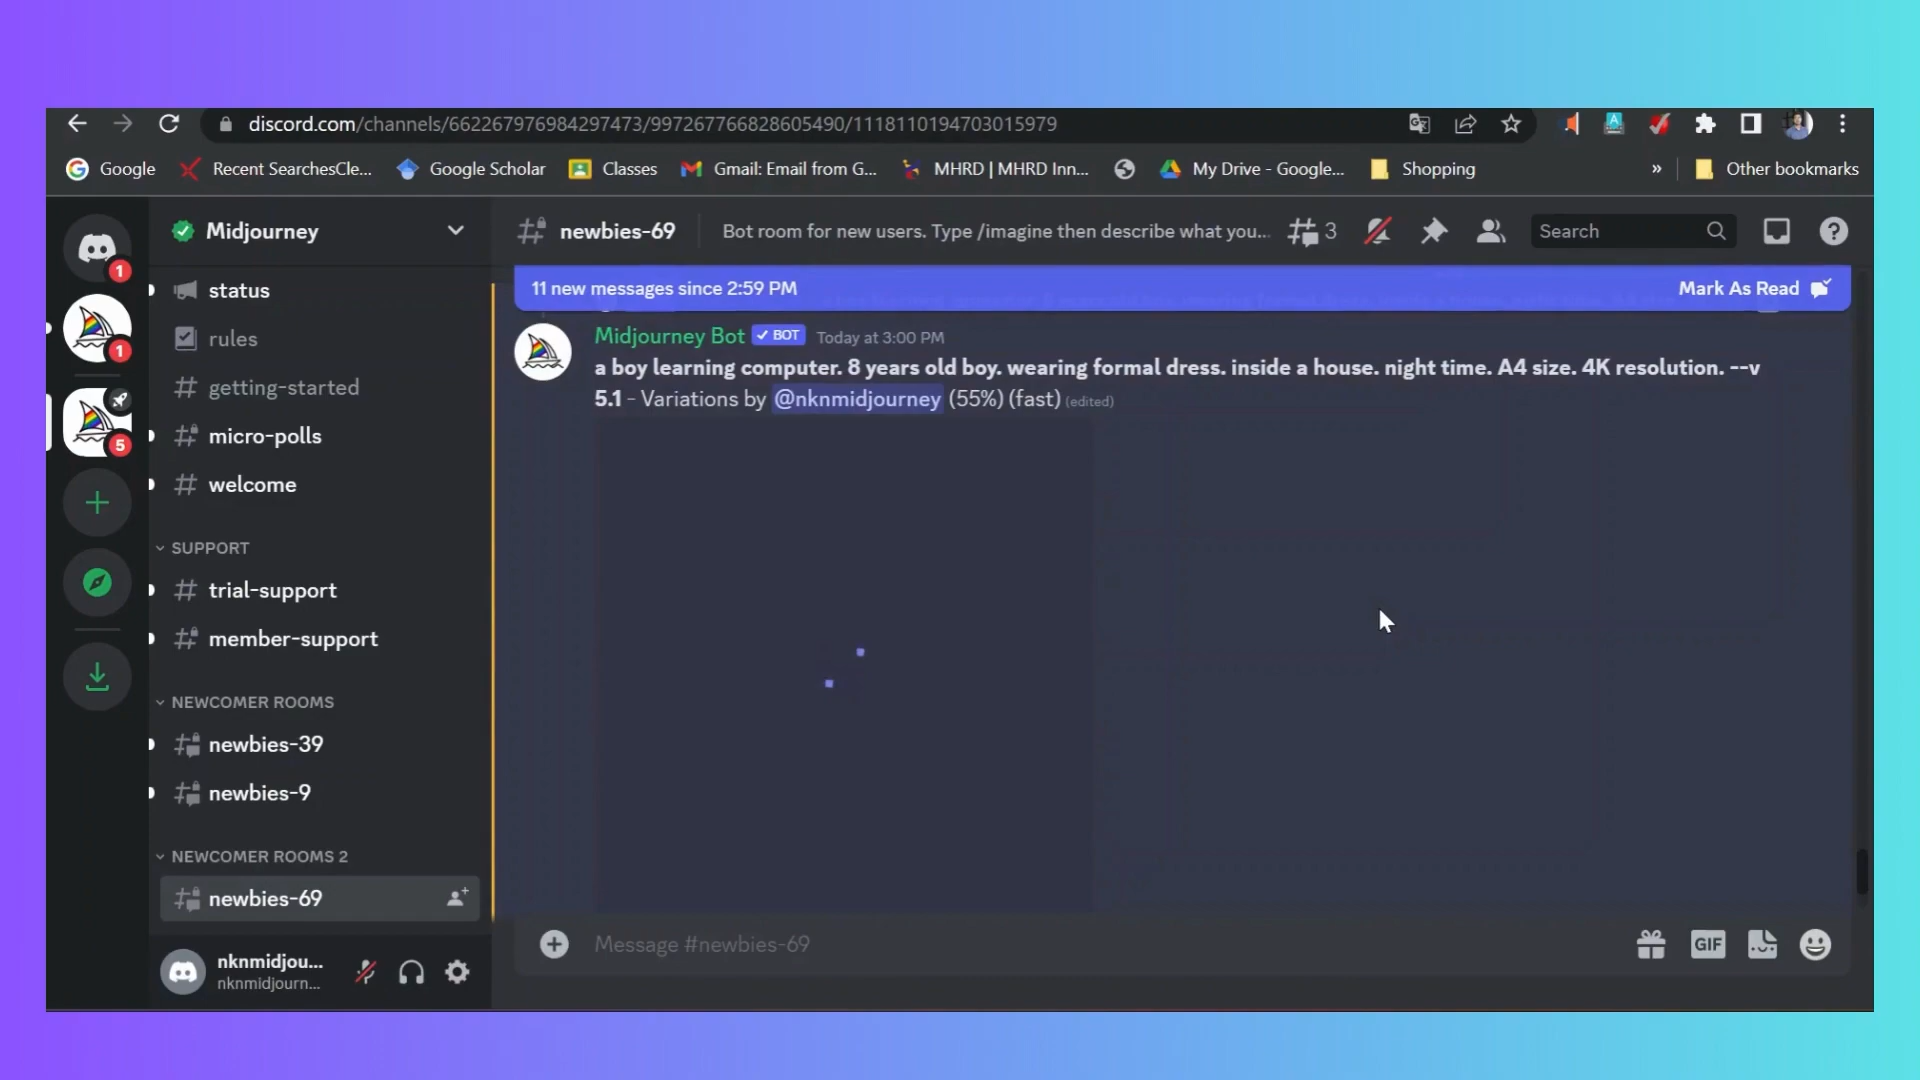 discord.com/channels/662267976984297473/997267766828605490/1118110194703015979
Google
Recent SearchesCle...
Google Scholar
Classes
Gmail: Email from G...
MHRD | MHRD Inn...
My Drive - Google...
Shopping
»
Other bookmarks
Midjourney
newbies-69
Bot room for new users. Type /imagine then describe what you...
3
Search
1
1
5
status
rules
getting-started
micro-polls
welcome
SUPPORT
trial-support
member-support
NEWCOMER ROOMS
newbies-39
newbies-9
NEWCOMER ROOMS 2
newbies-69
nknmidjou...
nknmidjourn...
11 new messages since 2:59 PM
Mark As Read
Midjourney Bot ✓ BOT Today at 3:00 PM
a boy learning computer. 8 years old boy. wearing formal dress. inside a house. night time. A4 size. 4K resolution. --v
5.1 - Variations by @nknmidjourney (55%) (fast) (edited)
Message #newbies-69
GIF